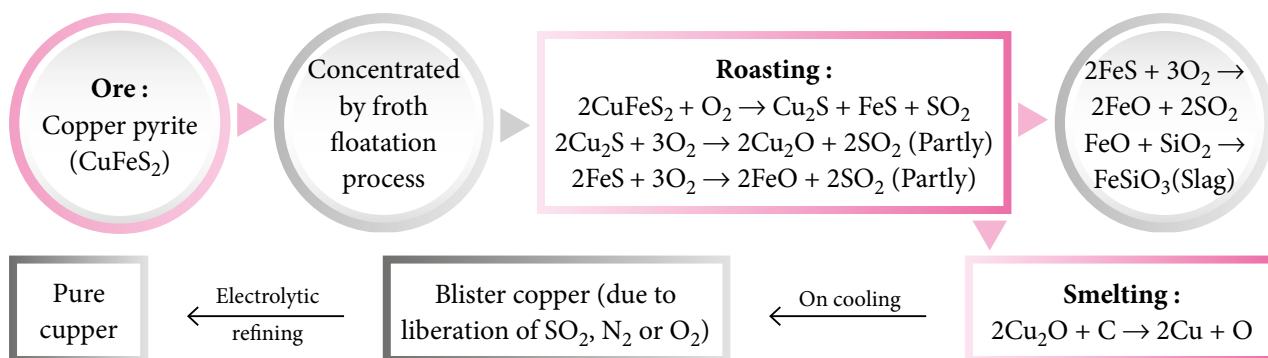 Ore :
Copper pyrite
(CuFeS₂)
Concentrated
by froth
floatation
process
Roasting :
2CuFeS₂ + O₂ → Cu₂S + FeS + SO₂
2Cu₂S + 3O₂ → 2Cu₂O + 2SO₂ (Partly)
2FeS + 3O₂ → 2FeO + 2SO₂ (Partly)
2FeS + 3O₂ →
2FeO + 2SO₂
FeO + SiO₂ →
FeSiO₃(Slag)
Smelting :
2Cu₂O + C → 2Cu + O
On cooling
Blister copper (due to
liberation of SO₂, N₂ or O₂)
Electrolytic
refining
Pure
cupper